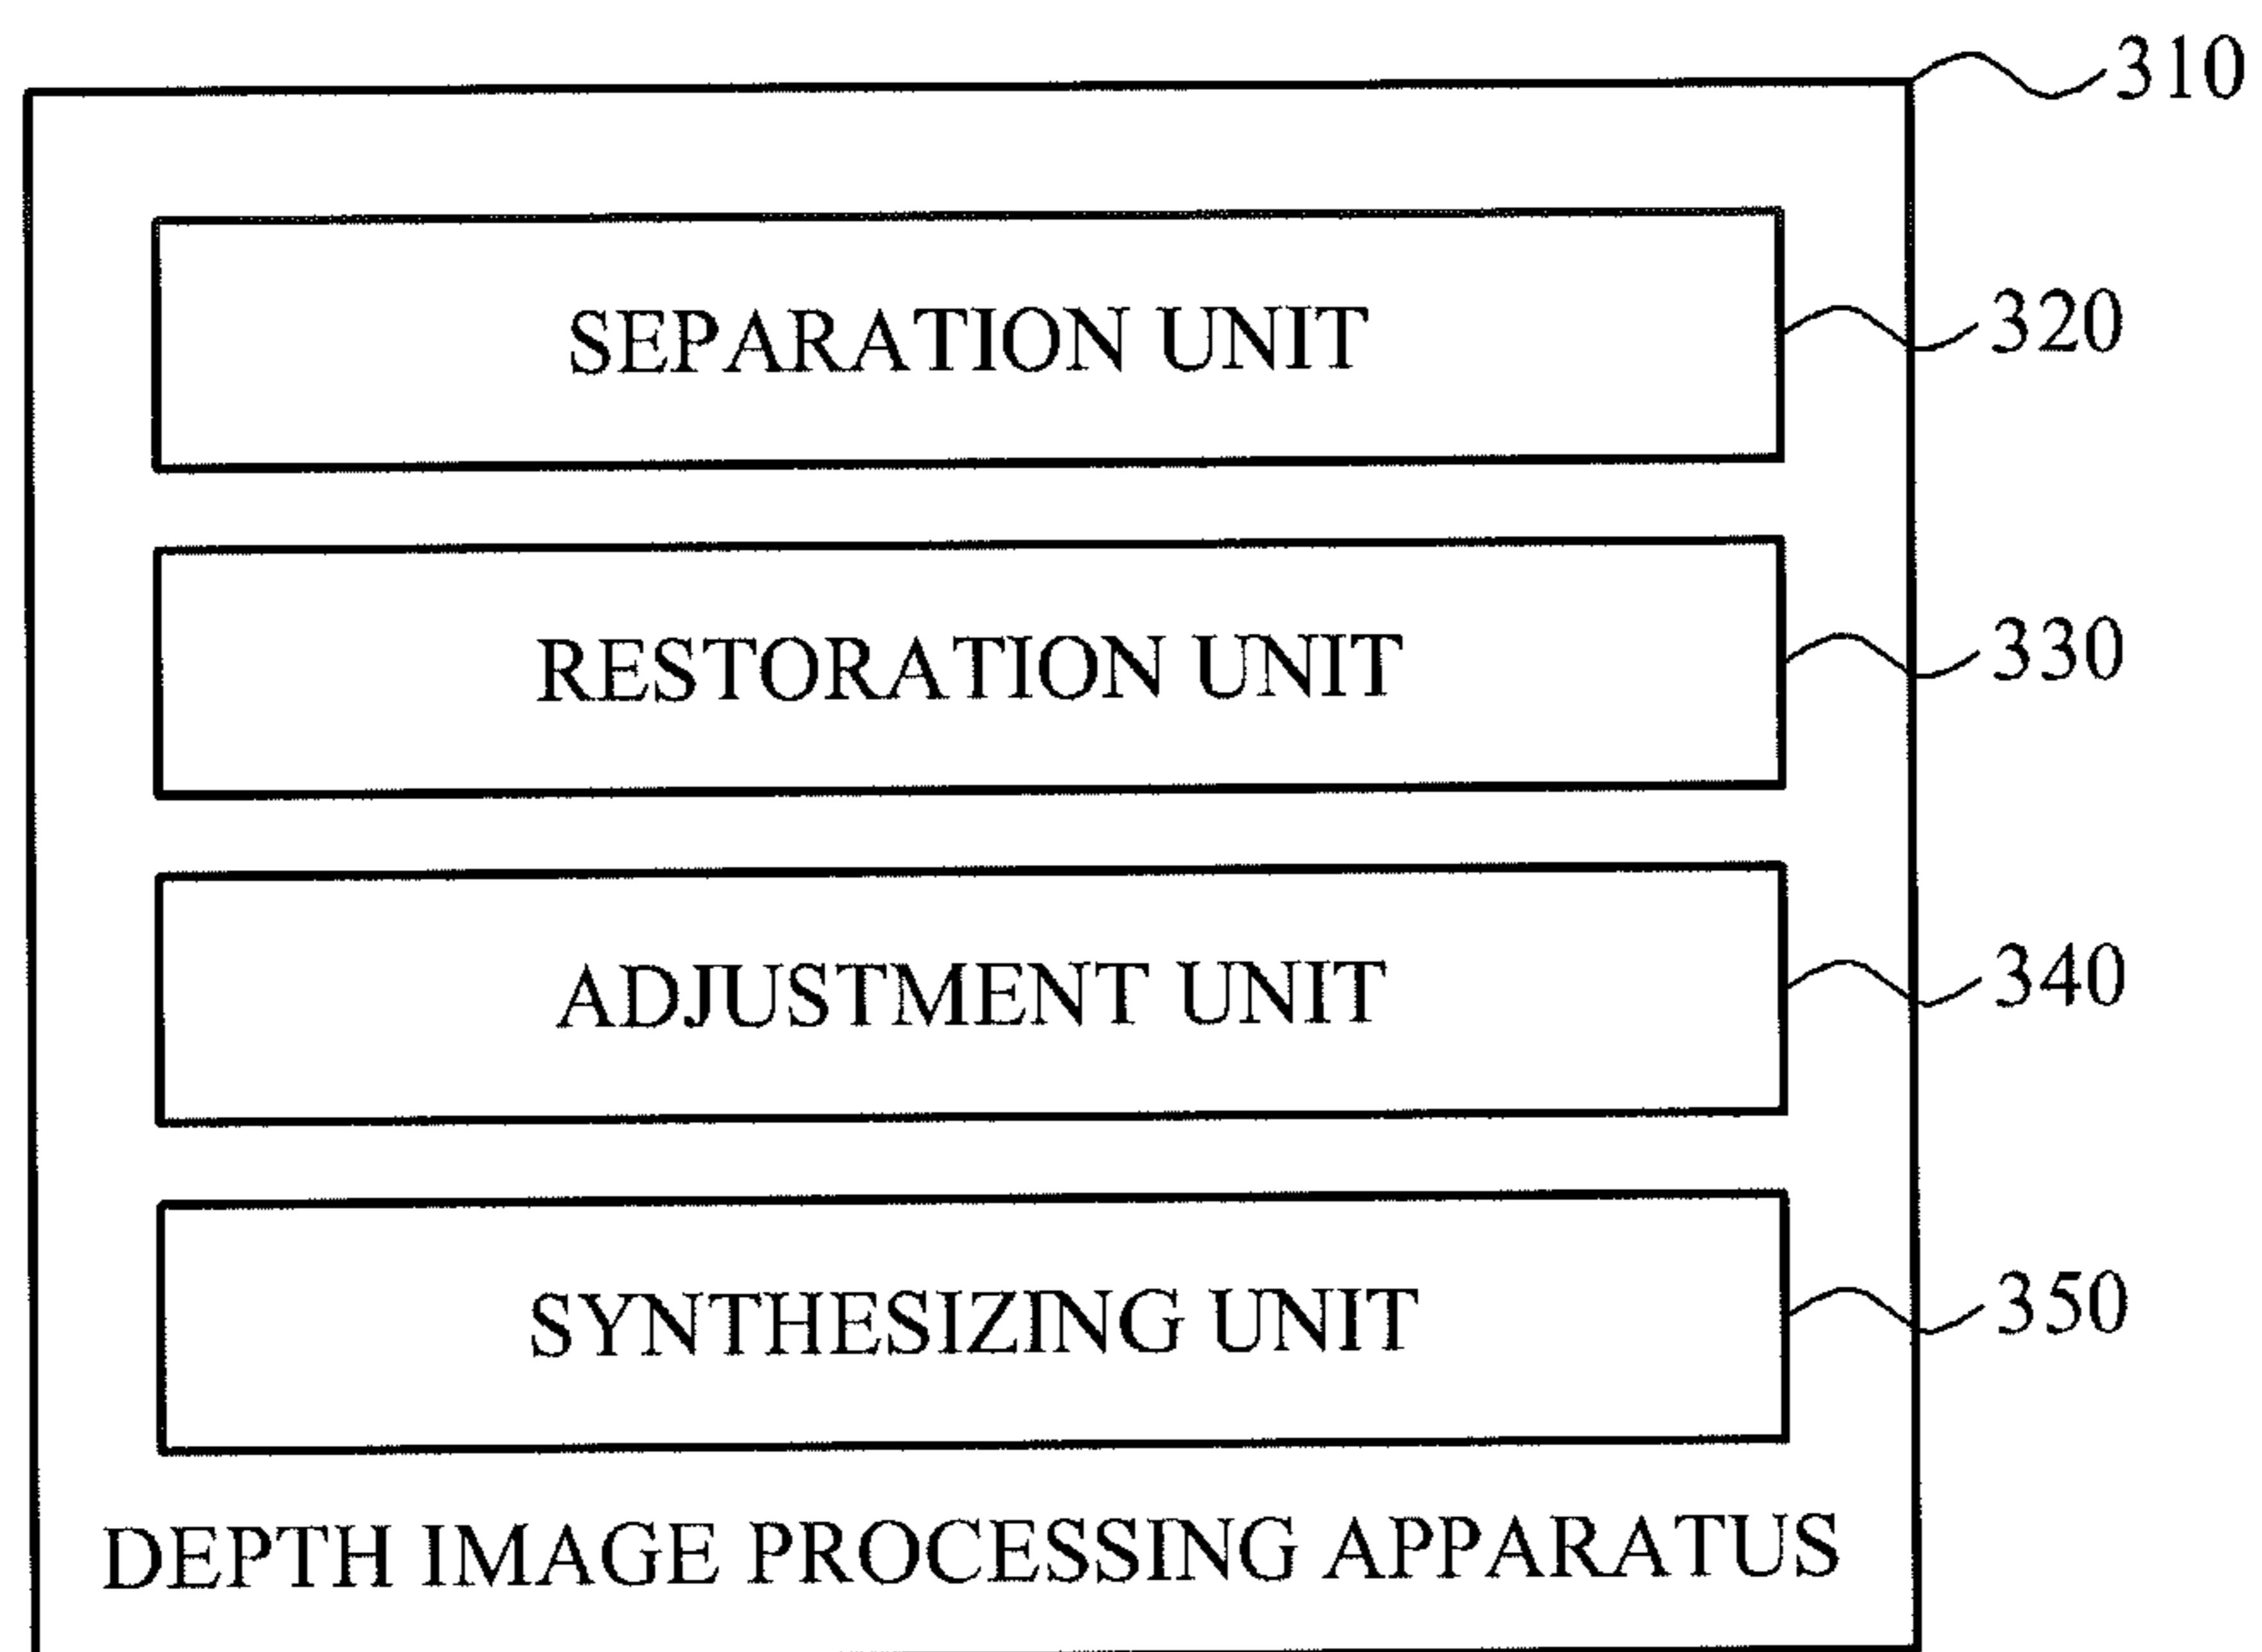 310
SEPARATION UNIT
320
RESTORATION UNIT
330
ADJUSTMENT UNIT
340
SYNTHESIZING UNIT
350
DEPTH IMAGE PROCESSING APPARATUS